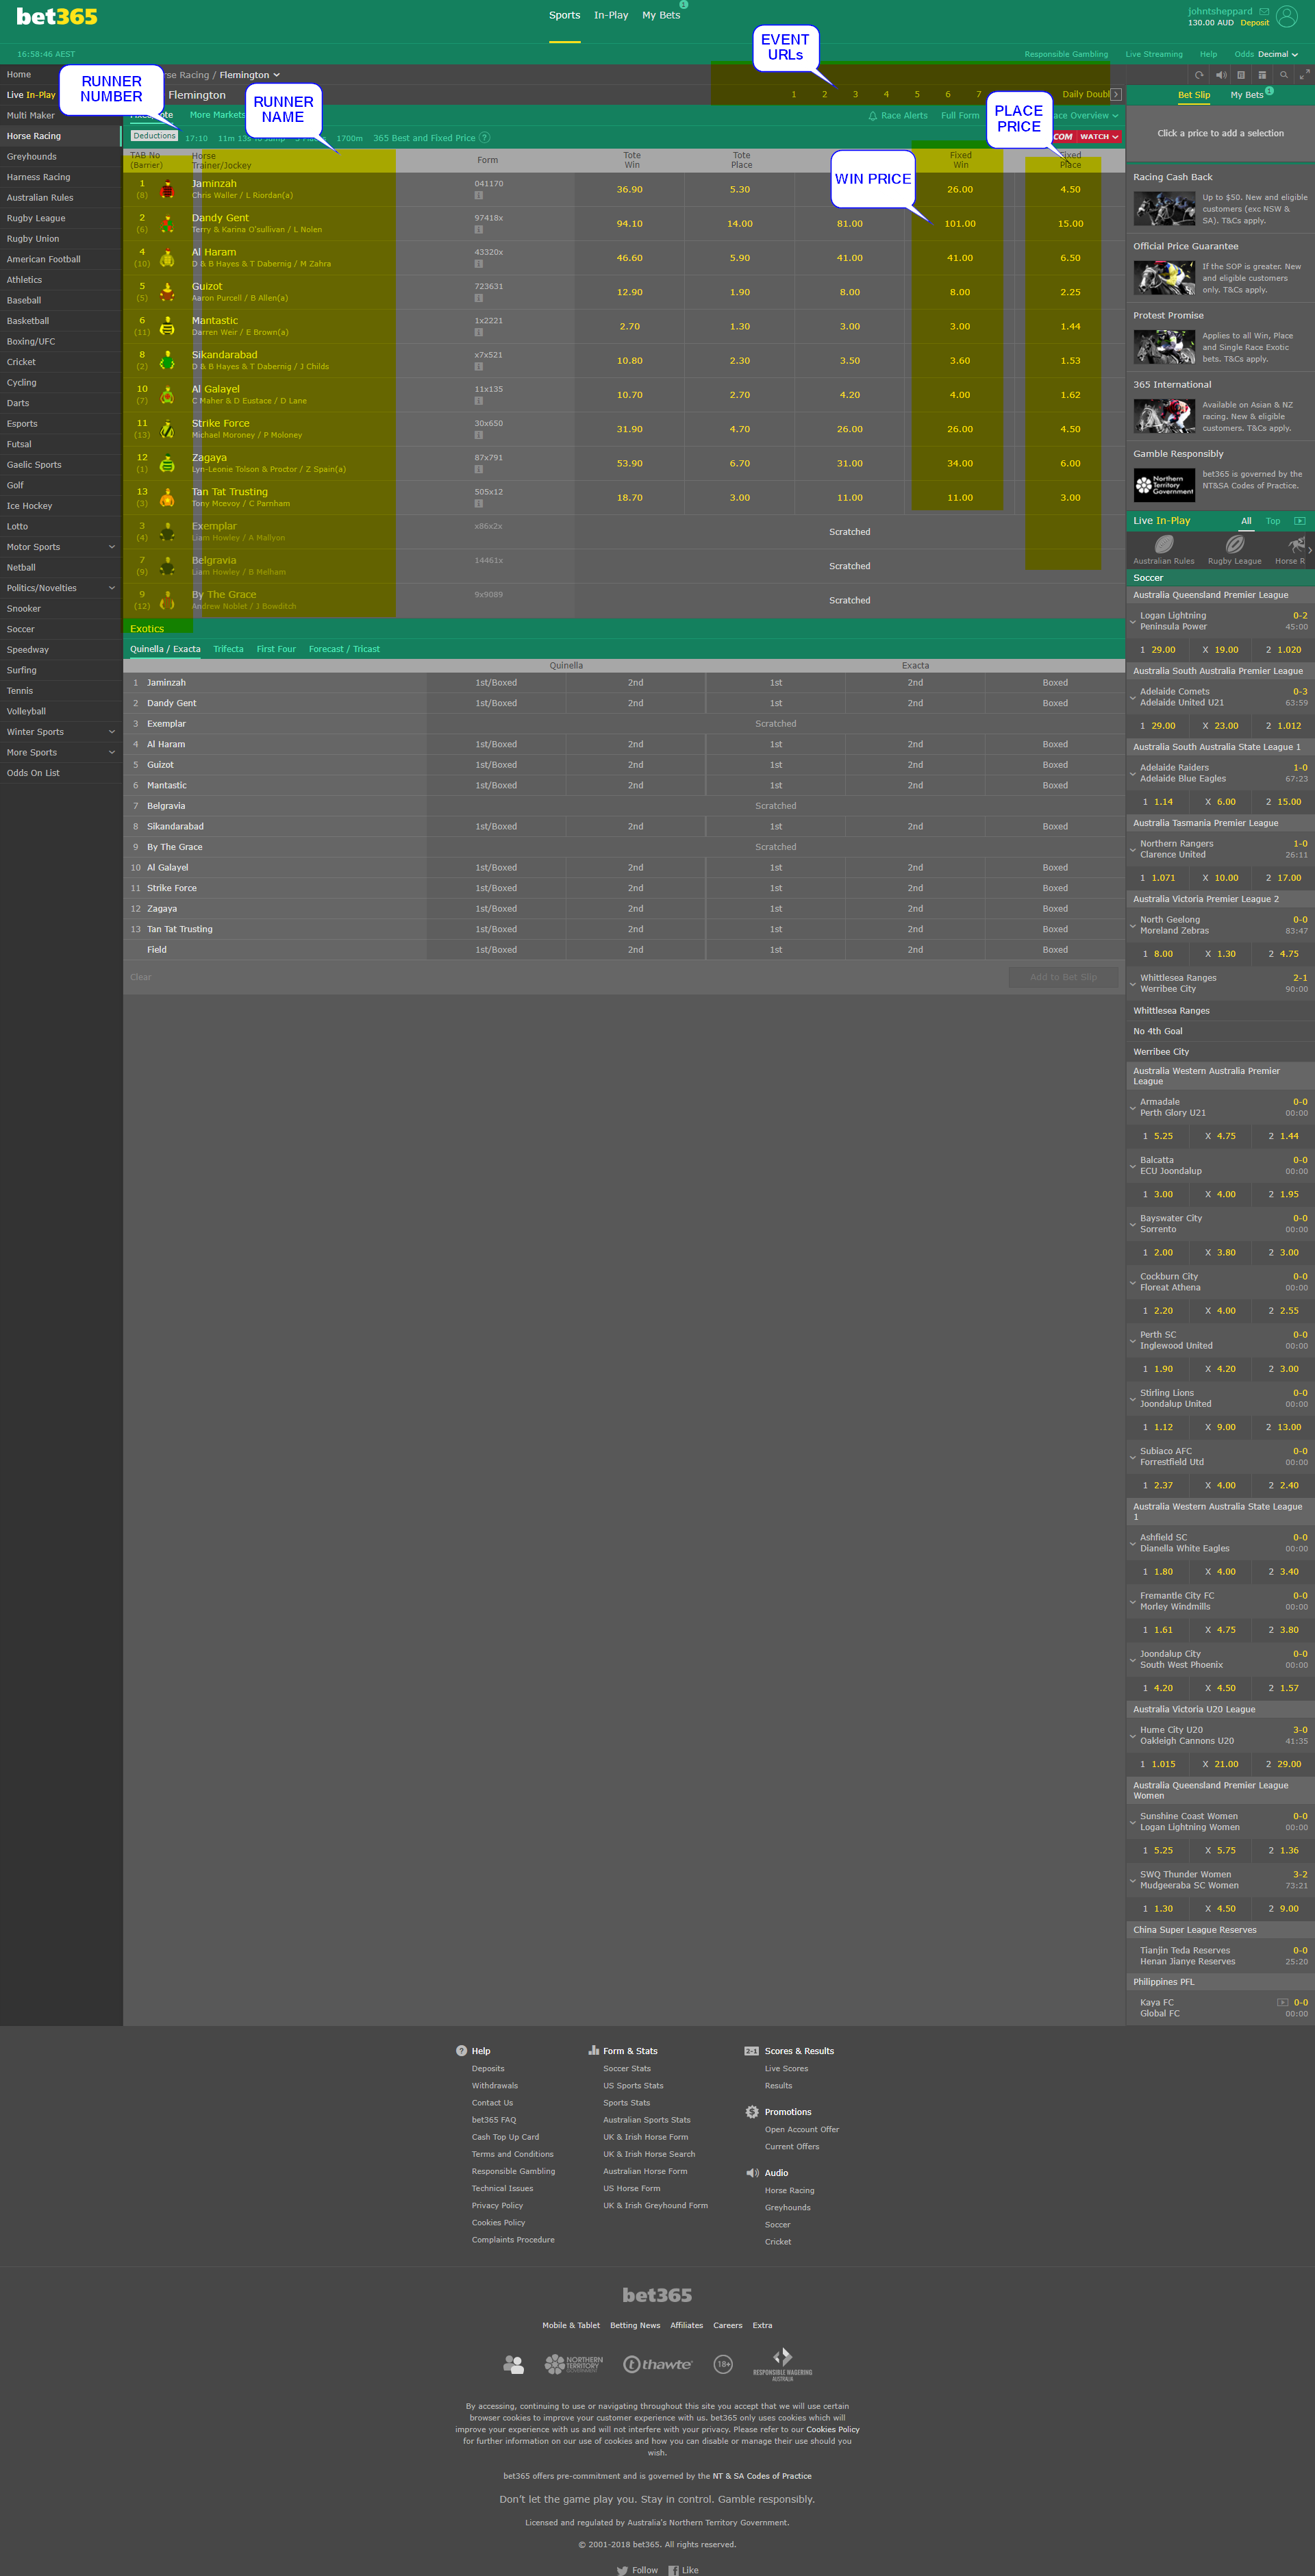 bet365
Sports In-Play My Bets 1
johntsheppard
130.00 AUD Deposit
16:58:46 AEST
Responsible Gambling Live Streaming Help Odds Decimal
EVENT URLs
RUNNER NUMBER
RUNNER NAME
WIN PRICE
PLACE PRICE
Home
Live In-Play
Multi Maker
Horse Racing
Greyhounds
Harness Racing
Australian Rules
Rugby League
Rugby Union
American Football
Athletics
Baseball
Basketball
Boxing/UFC
Cricket
Cycling
Darts
Esports
Futsal
Gaelic Sports
Golf
Ice Hockey
Lotto
Motor Sports
Netball
Politics/Novelties
Snooker
Soccer
Speedway
Surfing
Tennis
Volleyball
Winter Sports
More Sports
Odds On List
rse Racing / Flemington
Flemington
1 2 3 4 5 6 7 Daily Doubl
More Markets
Race Alerts Full Form ace Overview
Deductions 17:10 1700m 365 Best and Fixed Price ?
.COM WATCH
TAB No (Barrier) Horse Trainer/Jockey Form Tote Win Tote Place Fixed Win Fixed Place
1 (8) Jaminzah Chris Waller / L Riordan(a) 041170 36.90 5.30 26.00 4.50
2 (6) Dandy Gent Terry & Karina O'sullivan / L Nolen 97418x 94.10 14.00 81.00 101.00 15.00
4 (10) Al Haram D & B Hayes & T Dabernig / M Zahra 43320x 46.60 5.90 41.00 41.00 6.50
5 (5) Guizot Aaron Purcell / B Allen(a) 723631 12.90 1.90 8.00 8.00 2.25
6 (11) Mantastic Darren Weir / E Brown(a) 1x2221 2.70 1.30 3.00 3.00 1.44
8 (2) Sikandarabad D & B Hayes & T Dabernig / J Childs x7x521 10.80 2.30 3.50 3.60 1.53
10 (7) Al Galayel C Maher & D Eustace / D Lane 11x135 10.70 2.70 4.20 4.00 1.62
11 (13) Strike Force Michael Moroney / P Moloney 30x650 31.90 4.70 26.00 26.00 4.50
12 (1) Zagaya Lyn-Leonie Tolson & Proctor / Z Spain(a) 87x791 53.90 6.70 31.00 34.00 6.00
13 (3) Tan Tat Trusting Tony Mcevoy / C Parnham 505x12 18.70 3.00 11.00 11.00 3.00
3 (4) Exemplar Liam Howley / A Mallyon x86x2x Scratched
7 (9) Belgravia Liam Howley / B Melham 14461x Scratched
9 (12) By The Grace Andrew Noblet / J Bowditch 9x9089 Scratched
Exotics
Quinella / Exacta Trifecta First Four Forecast / Tricast
Quinella Exacta
1 Jaminzah 1st/Boxed 2nd 1st 2nd Boxed
2 Dandy Gent 1st/Boxed 2nd 1st 2nd Boxed
3 Exemplar Scratched
4 Al Haram 1st/Boxed 2nd 1st 2nd Boxed
5 Guizot 1st/Boxed 2nd 1st 2nd Boxed
6 Mantastic 1st/Boxed 2nd 1st 2nd Boxed
7 Belgravia Scratched
8 Sikandarabad 1st/Boxed 2nd 1st 2nd Boxed
9 By The Grace Scratched
10 Al Galayel 1st/Boxed 2nd 1st 2nd Boxed
11 Strike Force 1st/Boxed 2nd 1st 2nd Boxed
12 Zagaya 1st/Boxed 2nd 1st 2nd Boxed
13 Tan Tat Trusting 1st/Boxed 2nd 1st 2nd Boxed
Field 1st/Boxed 2nd 1st 2nd Boxed
Clear Add to Bet Slip
Bet Slip My Bets 1
Click a price to add a selection
Racing Cash Back
Up to $50. New and eligible
customers (exc NSW &
SA). T&Cs apply.
Official Price Guarantee
If the SOP is greater. New
and eligible customers
only. T&Cs apply.
Protest Promise
Applies to all Win, Place
and Single Race Exotic
bets. T&Cs apply.
365 International
Available on Asian & NZ
racing. New & eligible
customers. T&Cs apply.
Gamble Responsibly
Northern Territory Government
bet365 is governed by the
NT&SA Codes of Practice.
Live In-Play All Top
Australian Rules Rugby League Horse R
Soccer
Australia Queensland Premier League
Logan Lightning 0-2
Peninsula Power 45:00
1 29.00 X 19.00 2 1.020
Australia South Australia Premier League
Adelaide Comets 0-3
Adelaide United U21 63:59
1 29.00 X 23.00 2 1.012
Australia South Australia State League 1
Adelaide Raiders 1-0
Adelaide Blue Eagles 67:23
1 1.14 X 6.00 2 15.00
Australia Tasmania Premier League
Northern Rangers 1-0
Clarence United 26:11
1 1.071 X 10.00 2 17.00
Australia Victoria Premier League 2
North Geelong 0-0
Moreland Zebras 83:47
1 8.00 X 1.30 2 4.75
Whittlesea Ranges 2-1
Werribee City 90:00
Whittlesea Ranges
No 4th Goal
Werribee City
Australia Western Australia Premier
League
Armadale 0-0
Perth Glory U21 00:00
1 5.25 X 4.75 2 1.44
Balcatta 0-0
ECU Joondalup 00:00
1 3.00 X 4.00 2 1.95
Bayswater City 0-0
Sorrento 00:00
1 2.00 X 3.80 2 3.00
Cockburn City 0-0
Floreat Athena 00:00
1 2.20 X 4.00 2 2.55
Perth SC 0-0
Inglewood United 00:00
1 1.90 X 4.20 2 3.00
Stirling Lions 0-0
Joondalup United 00:00
1 1.12 X 9.00 2 13.00
Subiaco AFC 0-0
Forrestfield Utd 00:00
1 2.37 X 4.00 2 2.40
Australia Western Australia State League
1
Ashfield SC 0-0
Dianella White Eagles 00:00
1 1.80 X 4.00 2 3.40
Fremantle City FC 0-0
Morley Windmills 00:00
1 1.61 X 4.75 2 3.80
Joondalup City 0-0
South West Phoenix 00:00
1 4.20 X 4.50 2 1.57
Australia Victoria U20 League
Hume City U20 3-0
Oakleigh Cannons U20 41:35
1 1.015 X 21.00 2 29.00
Australia Queensland Premier League
Women
Sunshine Coast Women 0-0
Logan Lightning Women 00:00
1 5.25 X 5.75 2 1.36
SWQ Thunder Women 3-2
Mudgeeraba SC Women 73:21
1 1.30 X 4.50 2 9.00
China Super League Reserves
Tianjin Teda Reserves 0-0
Henan Jianye Reserves 25:20
Philippines PFL
Kaya FC 0-0
Global FC 00:00
Help
Deposits
Withdrawals
Contact Us
bet365 FAQ
Cash Top Up Card
Terms and Conditions
Responsible Gambling
Technical Issues
Privacy Policy
Cookies Policy
Complaints Procedure
Form & Stats
Soccer Stats
US Sports Stats
Sports Stats
Australian Sports Stats
UK & Irish Horse Form
UK & Irish Horse Search
Australian Horse Form
US Horse Form
UK & Irish Greyhound Form
2-1 Scores & Results
Live Scores
Results
Promotions
Open Account Offer
Current Offers
Audio
Horse Racing
Greyhounds
Soccer
Cricket
bet365
Mobile & Tablet Betting News Affiliates Careers Extra
NORTHERN TERRITORY GOVERNMENT thawte 18+ RESPONSIBLE WAGERING AUSTRALIA
By accessing, continuing to use or navigating throughout this site you accept that we will use certain
browser cookies to improve your customer experience with us. bet365 only uses cookies which will
improve your experience with us and will not interfere with your privacy. Please refer to our Cookies Policy
for further information on our use of cookies and how you can disable or manage their use should you
wish.
bet365 offers pre-commitment and is governed by the NT & SA Codes of Practice
Don't let the game play you. Stay in control. Gamble responsibly.
Licensed and regulated by Australia's Northern Territory Government.
© 2001-2018 bet365. All rights reserved.
Follow Like